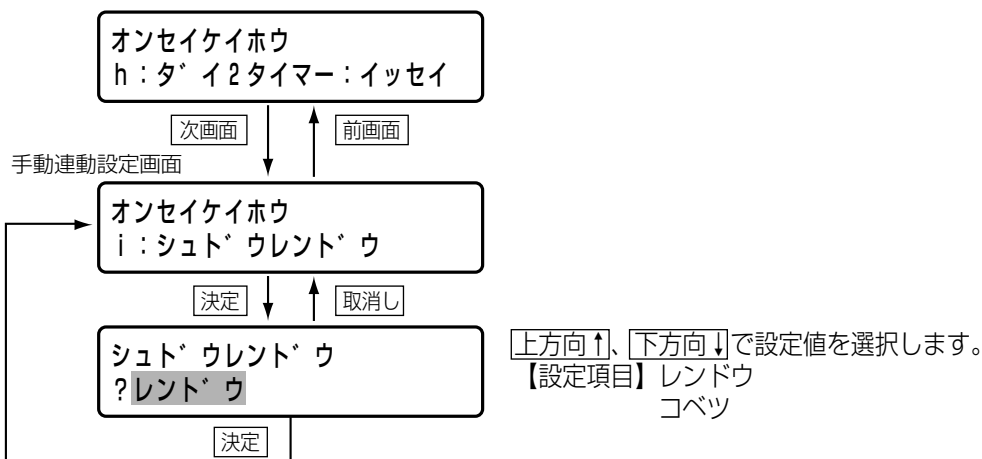 オンセイケイホウ
h:ダイ2タイマー:イッセイ
次画面 前画面
手動連動設定画面
オンセイケイホウ
i:シュドウレンドウ
決定 取消し
シュドウレンドウ
?レンドウ
上方向↑、下方向↓で設定値を選択します。
【設定項目】レンドウ
コベツ
決定